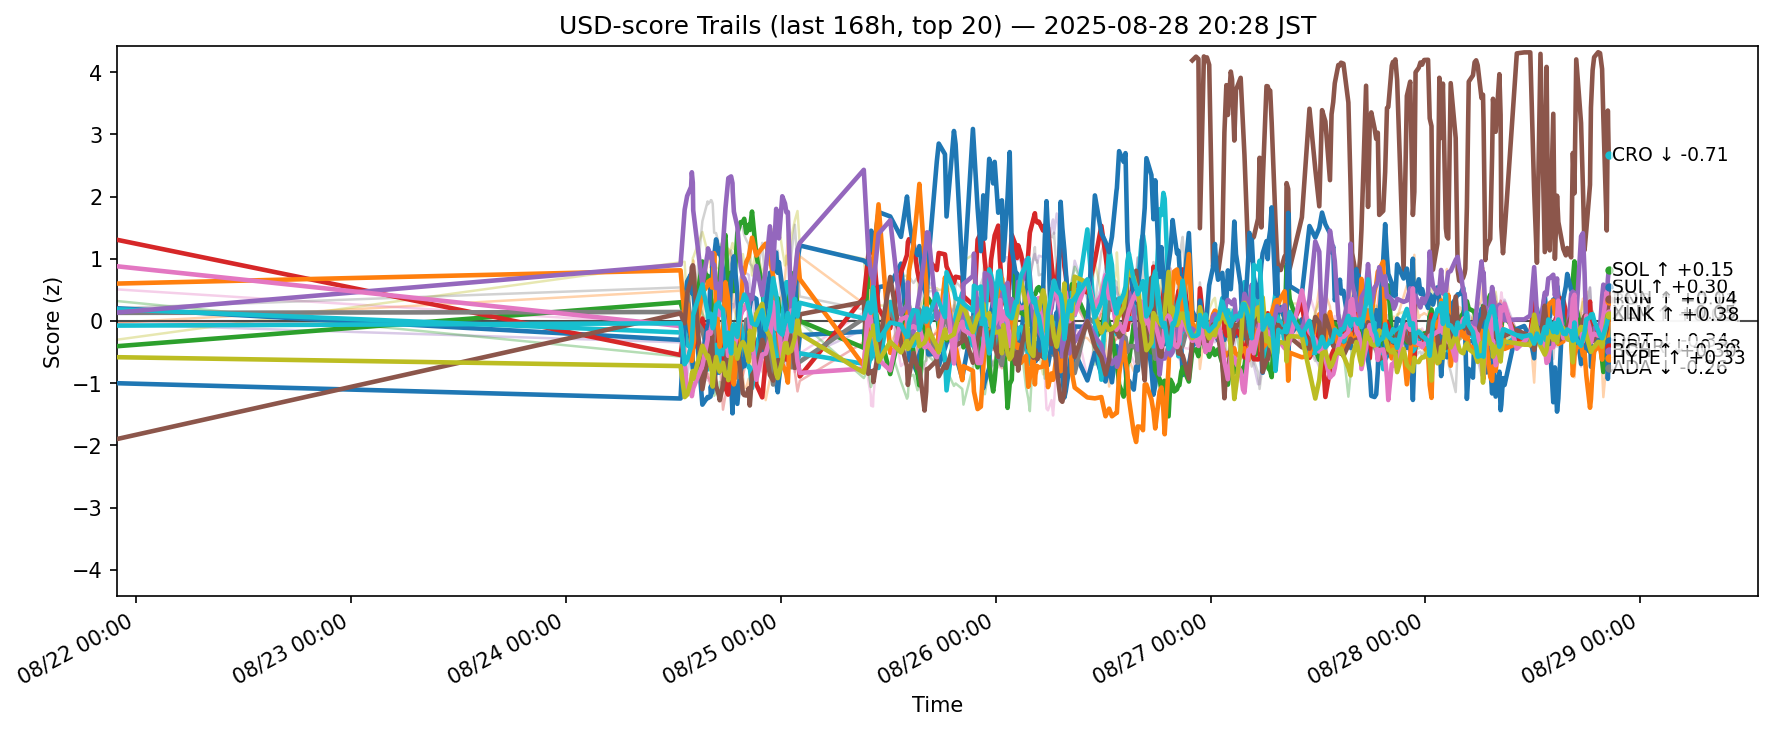 USD-score Trails (last 168h, top 20) — 2025-08-28 20:28 JST
Score (z)
4
3
2
1
0
−1
−2
−3
−4
CRO ↓ -0.71
SOL ↑ +0.15
SUI ↑ +0.30
LINK ↑ +0.38
HYPE ↑ +0.33
ADA ↓ -0.26
08/22 00:00
08/23 00:00
08/24 00:00
08/25 00:00
08/26 00:00
08/27 00:00
08/28 00:00
08/29 00:00
Time